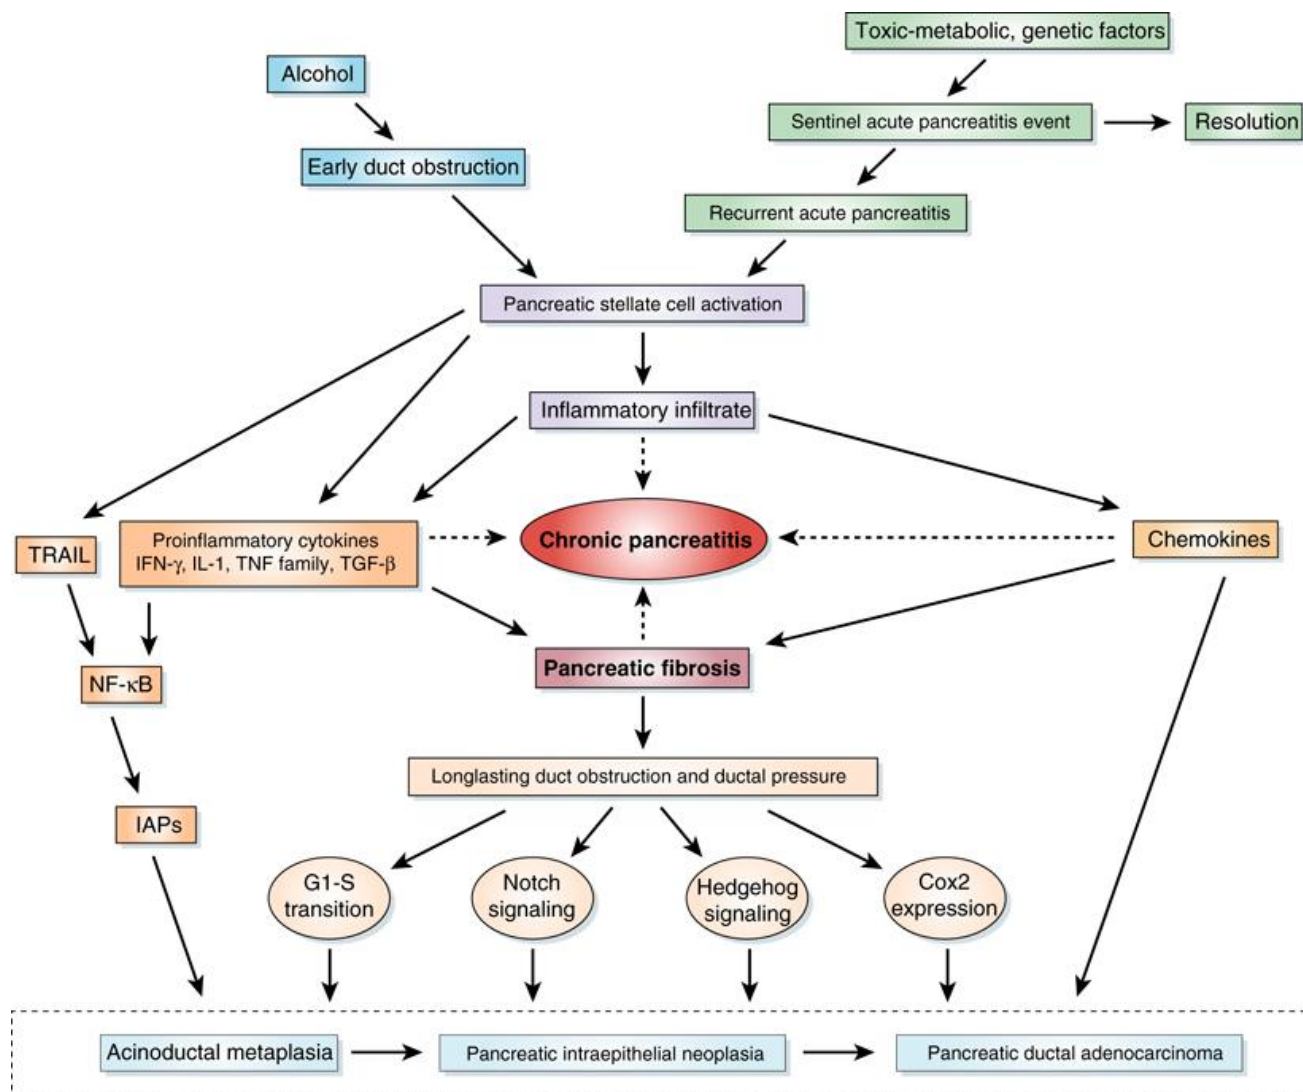 Toxic-metabolic, genetic factors
Alcohol
Sentinel acute pancreatitis event
Resolution
Early duct obstruction
Recurrent acute pancreatitis
Pancreatic stellate cell activation
Inflammatory infiltrate
TRAIL
Proinflammatory cytokines
IFN-γ, IL-1, TNF family, TGF-β
Chronic pancreatitis
Chemokines
NF-κB
Pancreatic fibrosis
Longlasting duct obstruction and ductal pressure
IAPs
G1-S
transition
Notch
signaling
Hedgehog
signaling
Cox2
expression
Acinoductal metaplasia
Pancreatic intraepithelial neoplasia
Pancreatic ductal adenocarcinoma